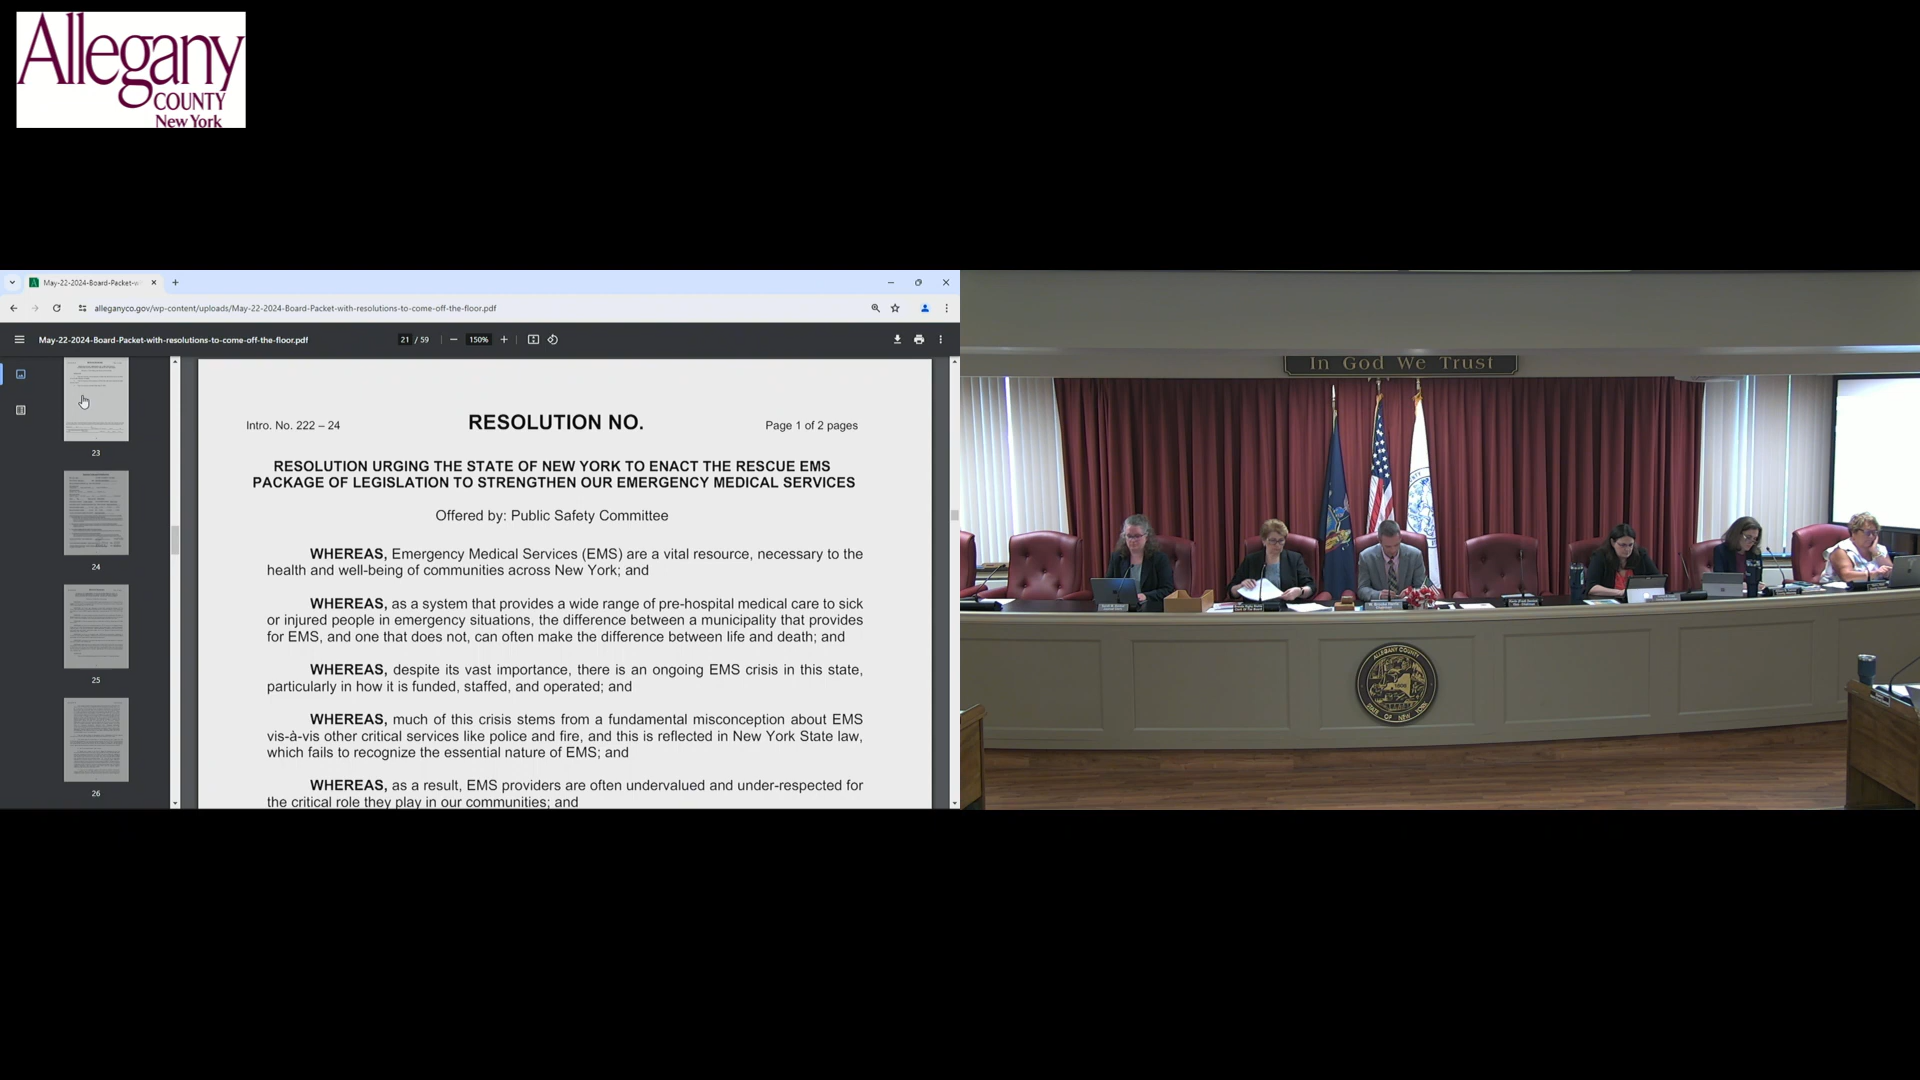 Allegany
COUNTY
New York
May-22-2024-Board-Packet-w
alleganyco.gov/wp-content/uploads/May-22-2024-Board-Packet-with-resolutions-to-come-off-the-floor.pdf
May-22-2024-Board-Packet-with-resolutions-to-come-off-the-floor.pdf
21 / 59
150%
23
24
25
26
Intro. No. 222 – 24
RESOLUTION NO.
Page 1 of 2 pages
RESOLUTION URGING THE STATE OF NEW YORK TO ENACT THE RESCUE EMS
PACKAGE OF LEGISLATION TO STRENGTHEN OUR EMERGENCY MEDICAL SERVICES
Offered by: Public Safety Committee
WHEREAS, Emergency Medical Services (EMS) are a vital resource, necessary to the
health and well-being of communities across New York; and
WHEREAS, as a system that provides a wide range of pre-hospital medical care to sick
or injured people in emergency situations, the difference between a municipality that provides
for EMS, and one that does not, can often make the difference between life and death; and
WHEREAS, despite its vast importance, there is an ongoing EMS crisis in this state,
particularly in how it is funded, staffed, and operated; and
WHEREAS, much of this crisis stems from a fundamental misconception about EMS
vis-à-vis other critical services like police and fire, and this is reflected in New York State law,
which fails to recognize the essential nature of EMS; and
WHEREAS, as a result, EMS providers are often undervalued and under-respected for
the critical role they play in our communities; and
In God We Trust
ALLEGANY COUNTY
STATE OF NEW YORK